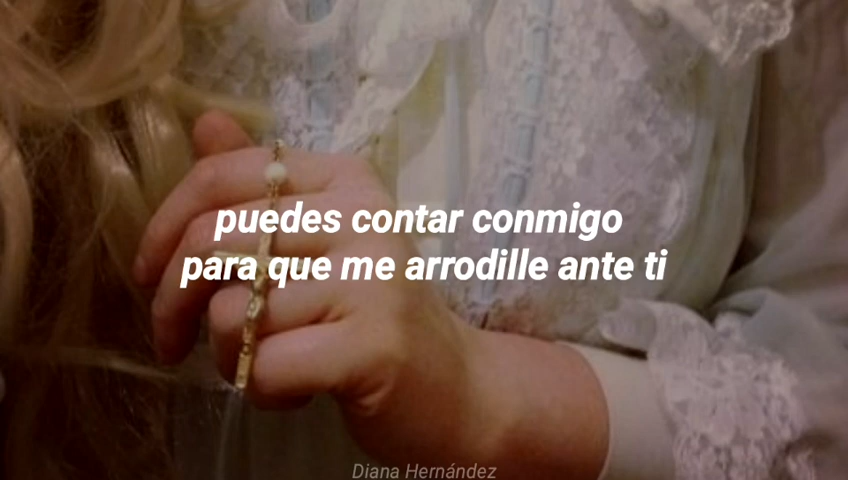 puedes contar conmigo
para que me arrodille ante ti
Diana Hernández